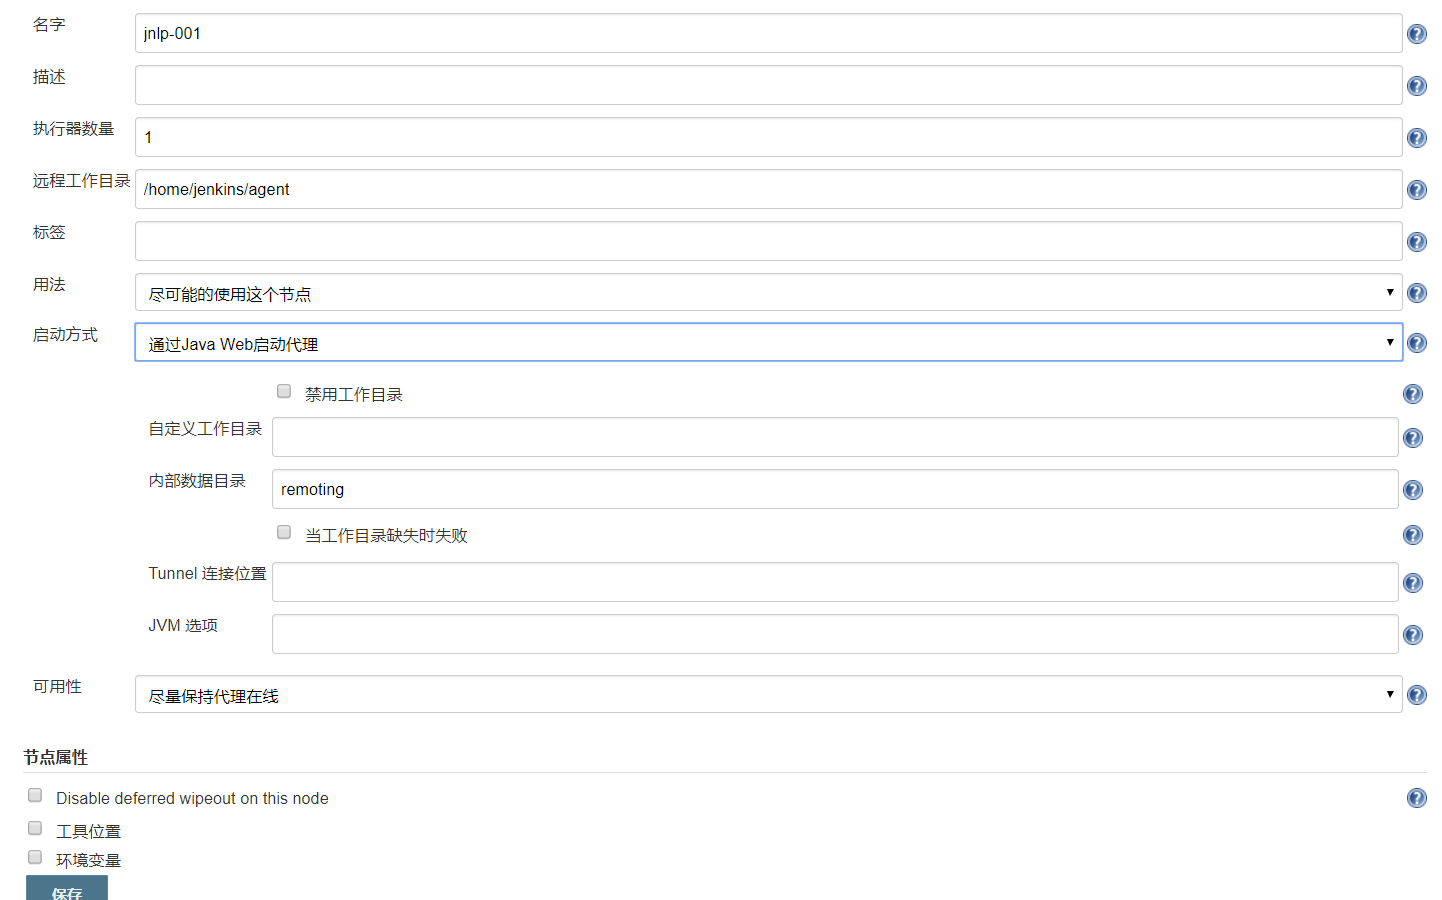 名字
jnlp-001
描述
执行器数量
1
远程工作目录
/home/jenkins/agent
标签
用法
尽可能的使用这个节点
启动方式
通过Java Web启动代理
禁用工作目录
自定义工作目录
内部数据目录
remoting
当工作目录缺失时失败
Tunnel 连接位置
JVM 选项
可用性
尽量保持代理在线
节点属性
Disable deferred wipeout on this node
工具位置
环境变量
保存